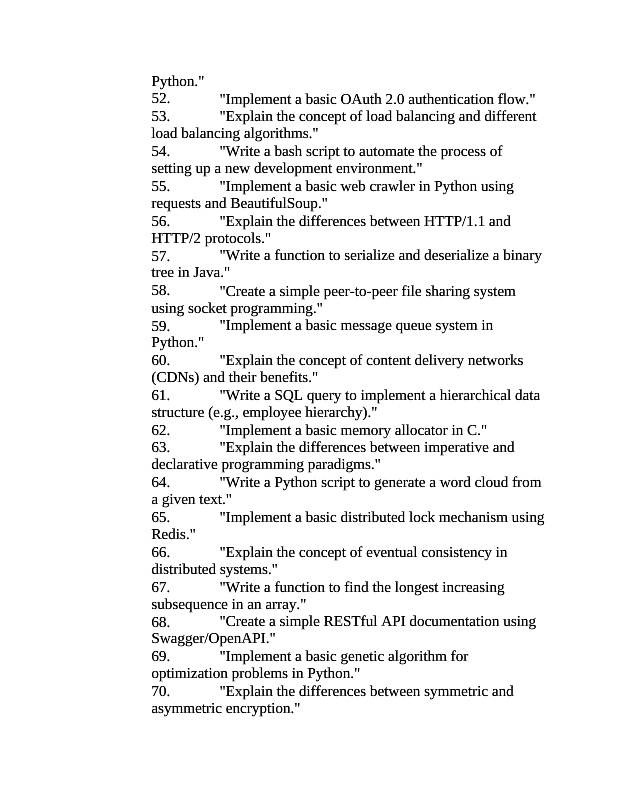 Python."
52. "Implement a basic OAuth 2.0 authentication flow."
53. "Explain the concept of load balancing and different
load balancing algorithms."
54. "Write a bash script to automate the process of
setting up a new development environment."
55. "Implement a basic web crawler in Python using
requests and BeautifulSoup."
56. "Explain the differences between HTTP/1.1 and
HTTP/2 protocols."
57. "Write a function to serialize and deserialize a binary
tree in Java."
58. "Create a simple peer-to-peer file sharing system
using socket programming."
59. "Implement a basic message queue system in
Python."
60. "Explain the concept of content delivery networks
(CDNs) and their benefits."
61. "Write a SQL query to implement a hierarchical data
structure (e.g., employee hierarchy)."
62. "Implement a basic memory allocator in C."
63. "Explain the differences between imperative and
declarative programming paradigms."
64. "Write a Python script to generate a word cloud from
a given text."
65. "Implement a basic distributed lock mechanism using
Redis."
66. "Explain the concept of eventual consistency in
distributed systems."
67. "Write a function to find the longest increasing
subsequence in an array."
68. "Create a simple RESTful API documentation using
Swagger/OpenAPI."
69. "Implement a basic genetic algorithm for
optimization problems in Python."
70. "Explain the differences between symmetric and
asymmetric encryption."